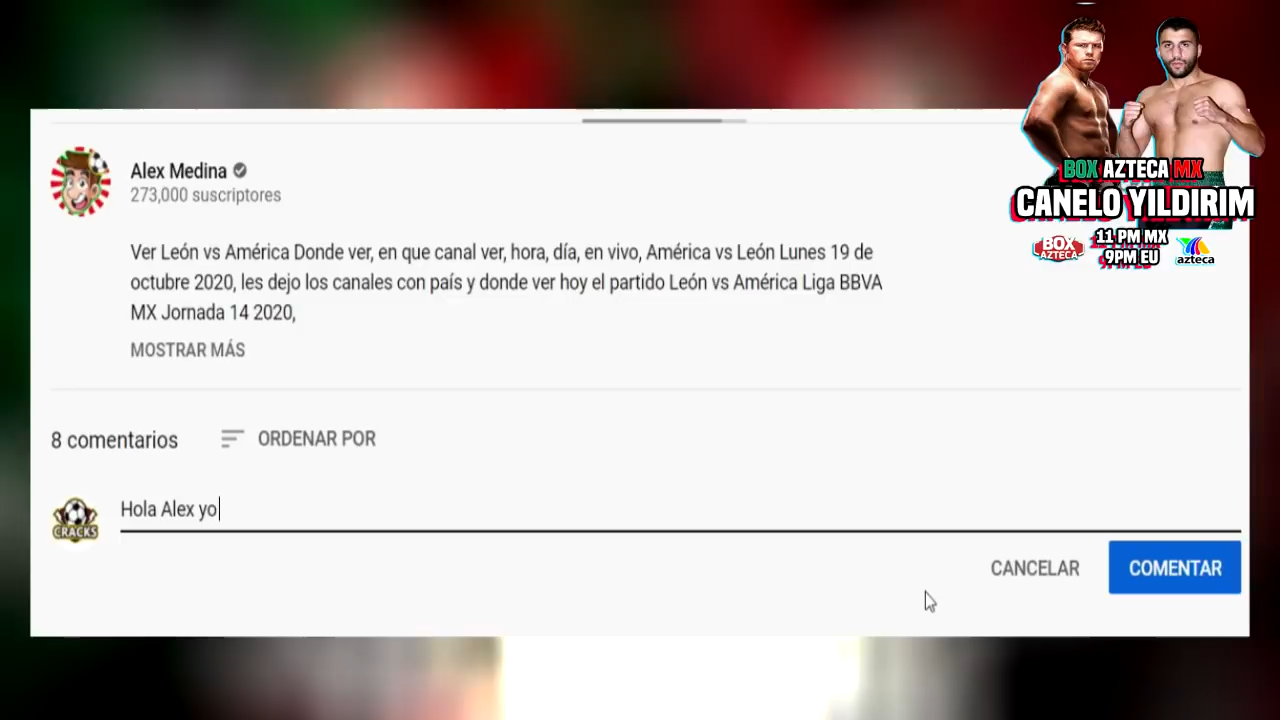 Alex Medina
273,000 suscriptores
Ver León vs América Donde ver, en que canal ver, hora, día, en vivo, América vs León Lunes 19 de
octubre 2020, les dejo los canales con país y donde ver hoy el partido León vs América Liga BBVA
MX Jornada 14 2020,
MOSTRAR MÁS
8 comentarios
ORDENAR POR
CRACKS
Hola Alex yo
CANCELAR
COMENTAR
BOX AZTECA MX
CANELO YILDIRIM
BOX
AZTECA
11 PM MX
9PM EU
azteca